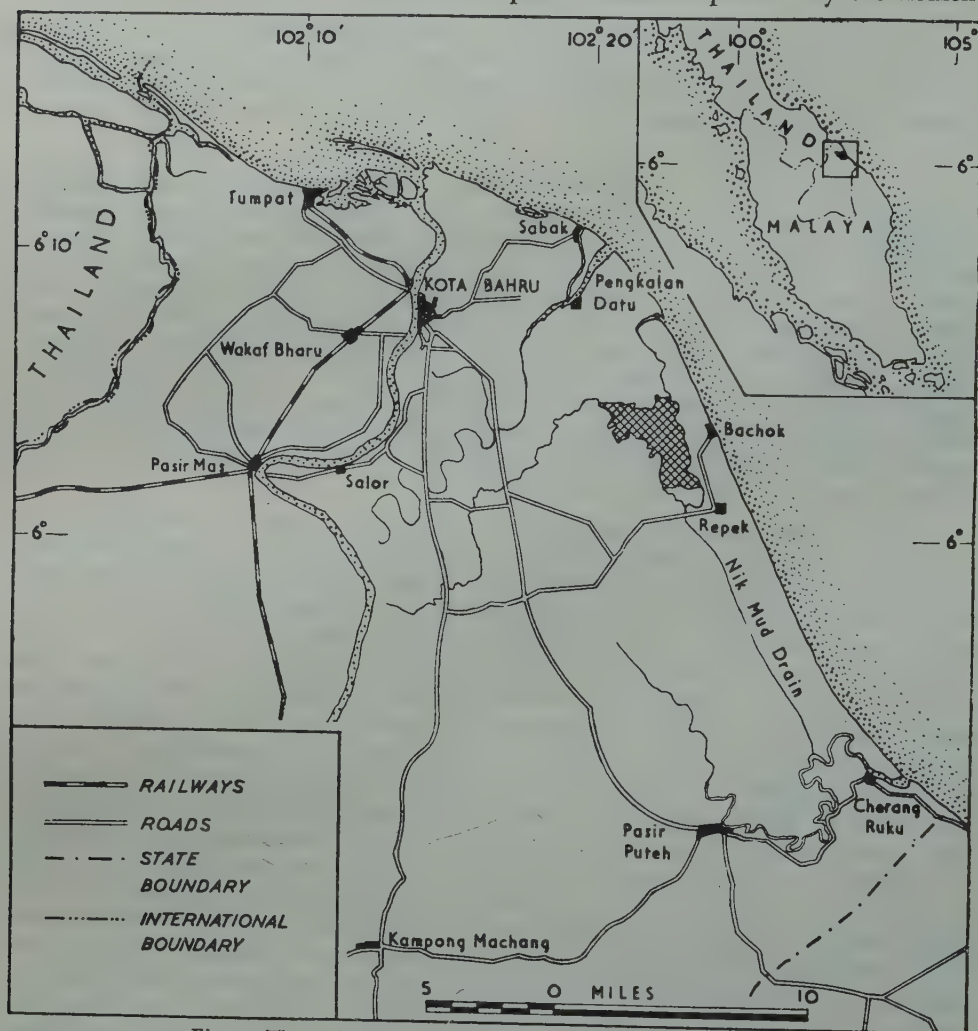 102°10'
102°20'
100°
105°
THAILAND
6°
6°
MALAYA
Tumpat
Sabak
6°10'
THAILAND
KOTA BAHRU
Pengkalan
Datu
Wakaf Bharu
Bachok
Pasir Mas
Salor
Repek
6°
6°
Nik Mud Drain
RAILWAYS
ROADS
STATE
BOUNDARY
INTERNATIONAL
BOUNDARY
Cherang
Ruku
Pasir
Puteh
Kampong Machang
5 0 MILES 10